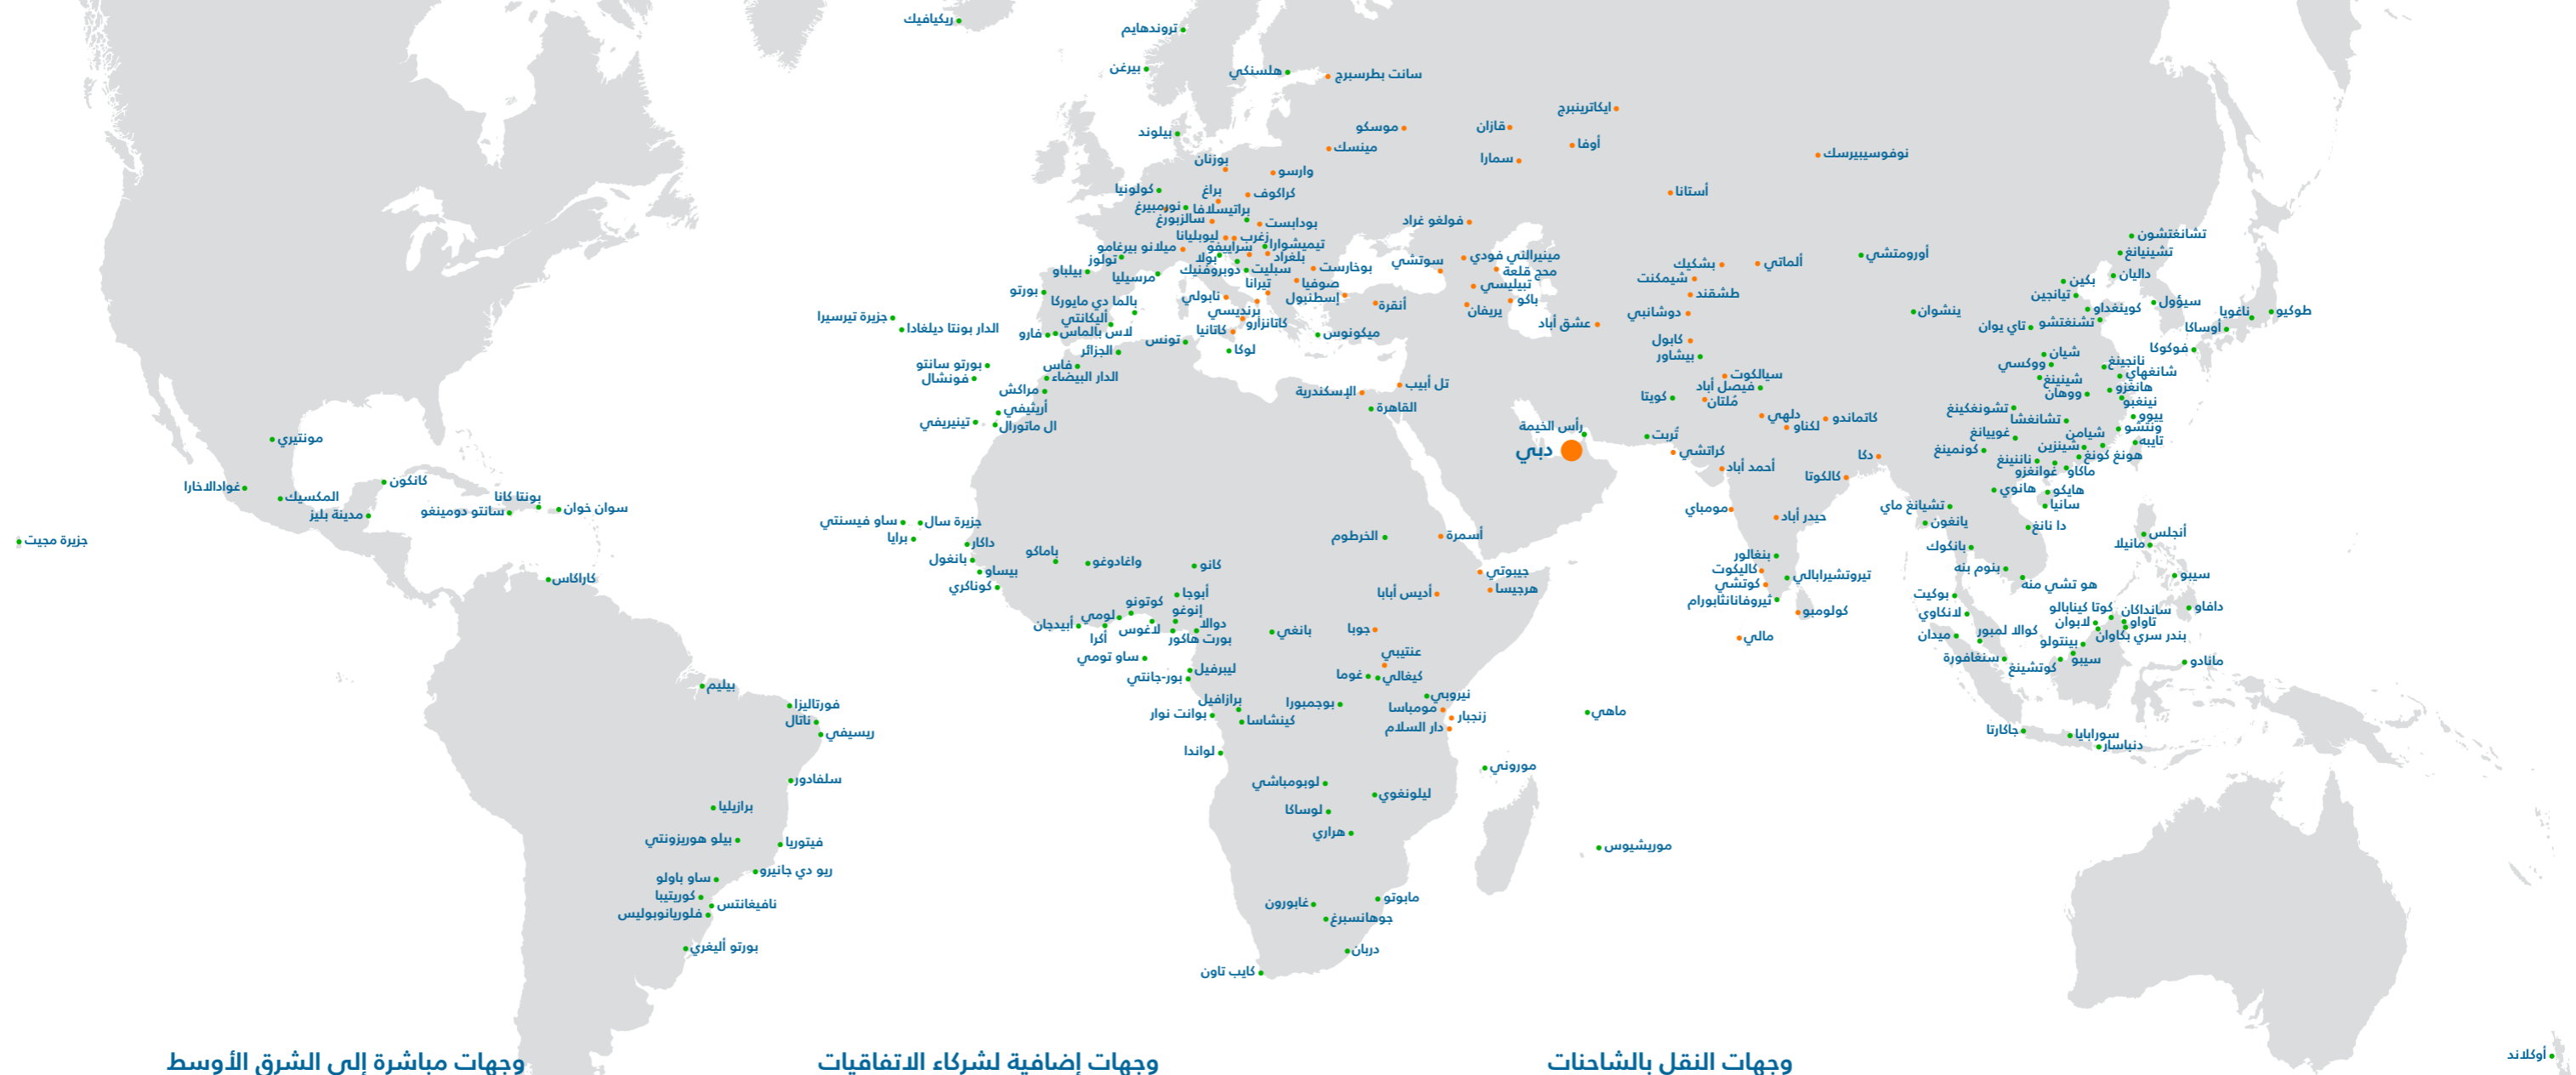 ريكيافيك
تروندهايم
بيرغن
هلسنكي
سانت بطرسبرج
ايكاترينبرج
موسكو
قازان
بيلوند
مينسك
أوفا
سمارا
نوفوسيبيرسك
بوزنان
وارسو
كولونيا
براغ
كراكوف
أستانا
نورمبيرغ
براتيسلافا
سالزبورغ
بودابست
فولغو غراد
ليوبليانا
زغرب
ميلانو بيرغامو
سراييفو
تيميشوارا
تولوز
بولا
بلغراد
بيلباو
مرسيليا
دوبروفنيك
سبليت
بوخارست
سوتشي
مينيرالتي فودي
محج قلعة
تبيليسي
بورتو
بالما دي مايوركا
نابولي
تيرانا
صوفيا
إسطنبول
أنقرة
باكو
يريفان
أليكانتي
برنديسي
كاتانزارو
كاتانيا
ميكونوس
جزيرة تيرسيرا
الدار بونتا ديلغادا
فارو
لاس بالماس
تونس
لوكا
الجزائر
بورتو سانتو
فونشال
فاس
الدار البيضاء
مراكش
أريثيفي
تينيريفي
ال ماتورال
تل أبيب
الإسكندرية
القاهرة
بشكيك
ألماتي
أورومتشي
شيمكنت
طشقند
دوشانبي
عشق أباد
كابول
بيشاور
سيالكوت
فيصل أباد
كويتا
مُلتان
دلهي
كاتماندو
لكناو
تُربت
كراتشي
رأس الخيمة
دبي
أحمد أباد
دكا
كالكوتا
مومباي
حيدر أباد
بنغالور
كاليكوت
كوتشي
تيروتشيرابالي
ثيروفانانثابورام
كولومبو
مالي
تشانغتشون
تشينيانغ
داليان
بكين
تيانجين
ينشوان
كوينغداو
سيؤول
ناغويا
طوكيو
تاي يوان
تشنغتشو
أوساكا
فوكوكا
شيان
ووكسي
نانجينغ
شانغهاي
شينينغ
هانغزو
ووهان
نينغبو
تشونغكينغ
ييوو
تشانغشا
ونتشو
غوييانغ
شيامن
تايبه
كونمينغ
شينزين
هونغ كونغ
ناننينغ
غوانغزو
ماكاو
هانوي
هايكو
سانيا
تشيانغ ماي
يانغون
دا نانغ
أنجلس
مانيلا
بانكوك
بنوم بنه
هو تشي منه
سيبو
بوكيت
لانكاوي
كوتا كينابالو
سانداكان
دافاو
لابوان
تاواو
ميدان
كوالا لمبور
بندر سري بكاوان
بينتولو
سنغافورة
كوتشينغ
سيبو
مانادو
جاكارتا
سورابايا
دنباسار
أوكلاند
مونتيري
غوادالاخارا
المكسيك
كانكون
مدينة بليز
بونتا كانا
سانتو دومينغو
سوان خوان
جزيرة مجيت
كاراكاس
بيليم
فورتاليزا
ناتال
ريسيفي
سلفادور
برازيليا
بيلو هوريزونتي
فيتوريا
ريو دي جانيرو
ساو باولو
كوريتيبا
نافيغانتس
فلوريانوبوليس
بورتو أليغري
ساو فيسنتي
جزيرة سال
برايا
داكار
بانغول
بيساو
كوناكري
باماكو
واغادوغو
كانو
أبوجا
إنوغو
كوتونو
لومي
أبيدجان
أكرا
لاغوس
دوالا
بورت هاكور
ساو تومي
ليبرفيل
بور-جانتي
برازافيل
بوانت نوار
كينشاسا
لواندا
الخرطوم
أسمرة
جيبوتي
هرجيسا
أديس أبابا
بانغي
جوبا
عنتيبي
غوما
كيغالي
بوجمبورا
نيروبي
مومباسا
زنجبار
دار السلام
ماهي
موروني
لوبومباشي
ليلونغوي
لوساكا
هراري
موريشيوس
مابوتو
غابورون
جوهانسبرغ
دربان
كايب تاون
وجهات النقل بالشاحنات
وجهات إضافية لشركاء الاتفاقيات
وجهات مباشرة إلى الشرق الأوسط